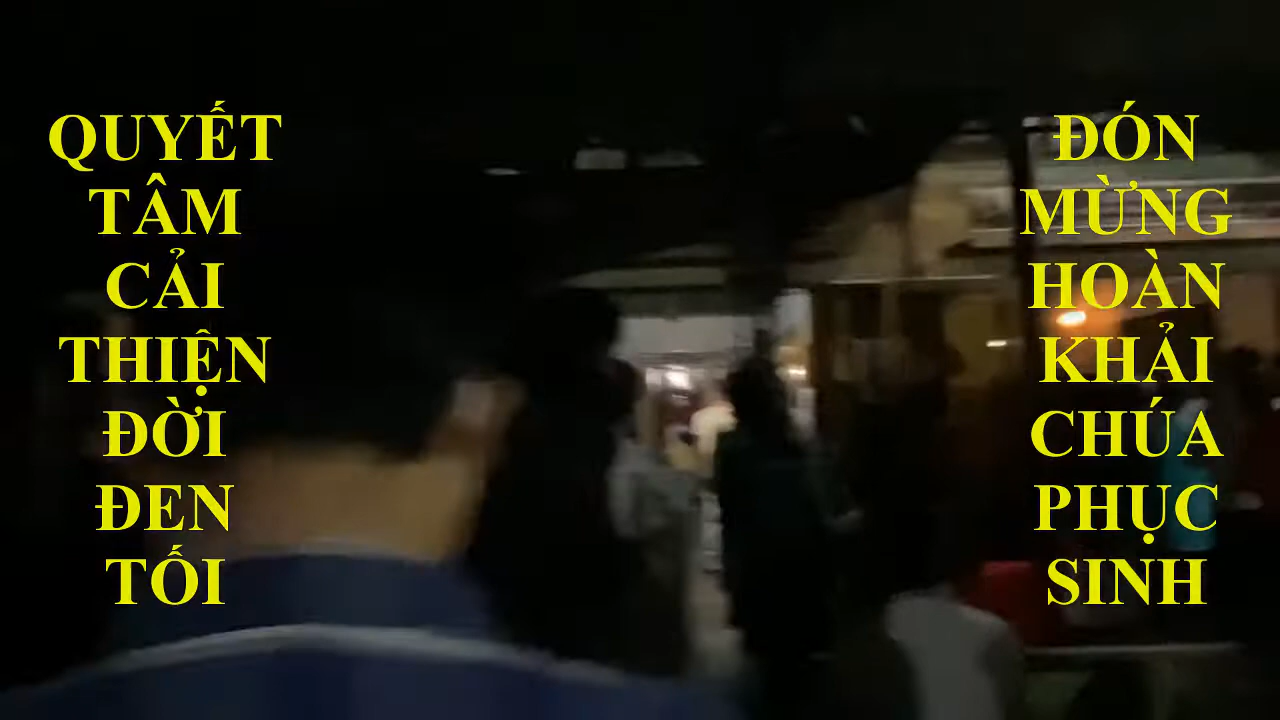 QUYẾT
TÂM
CẢI
THIỆN
ĐỜI
ĐEN
TỐI
ĐÓN
MỪNG
HOÀN
KHẢI
CHÚA
PHỤC
SINH